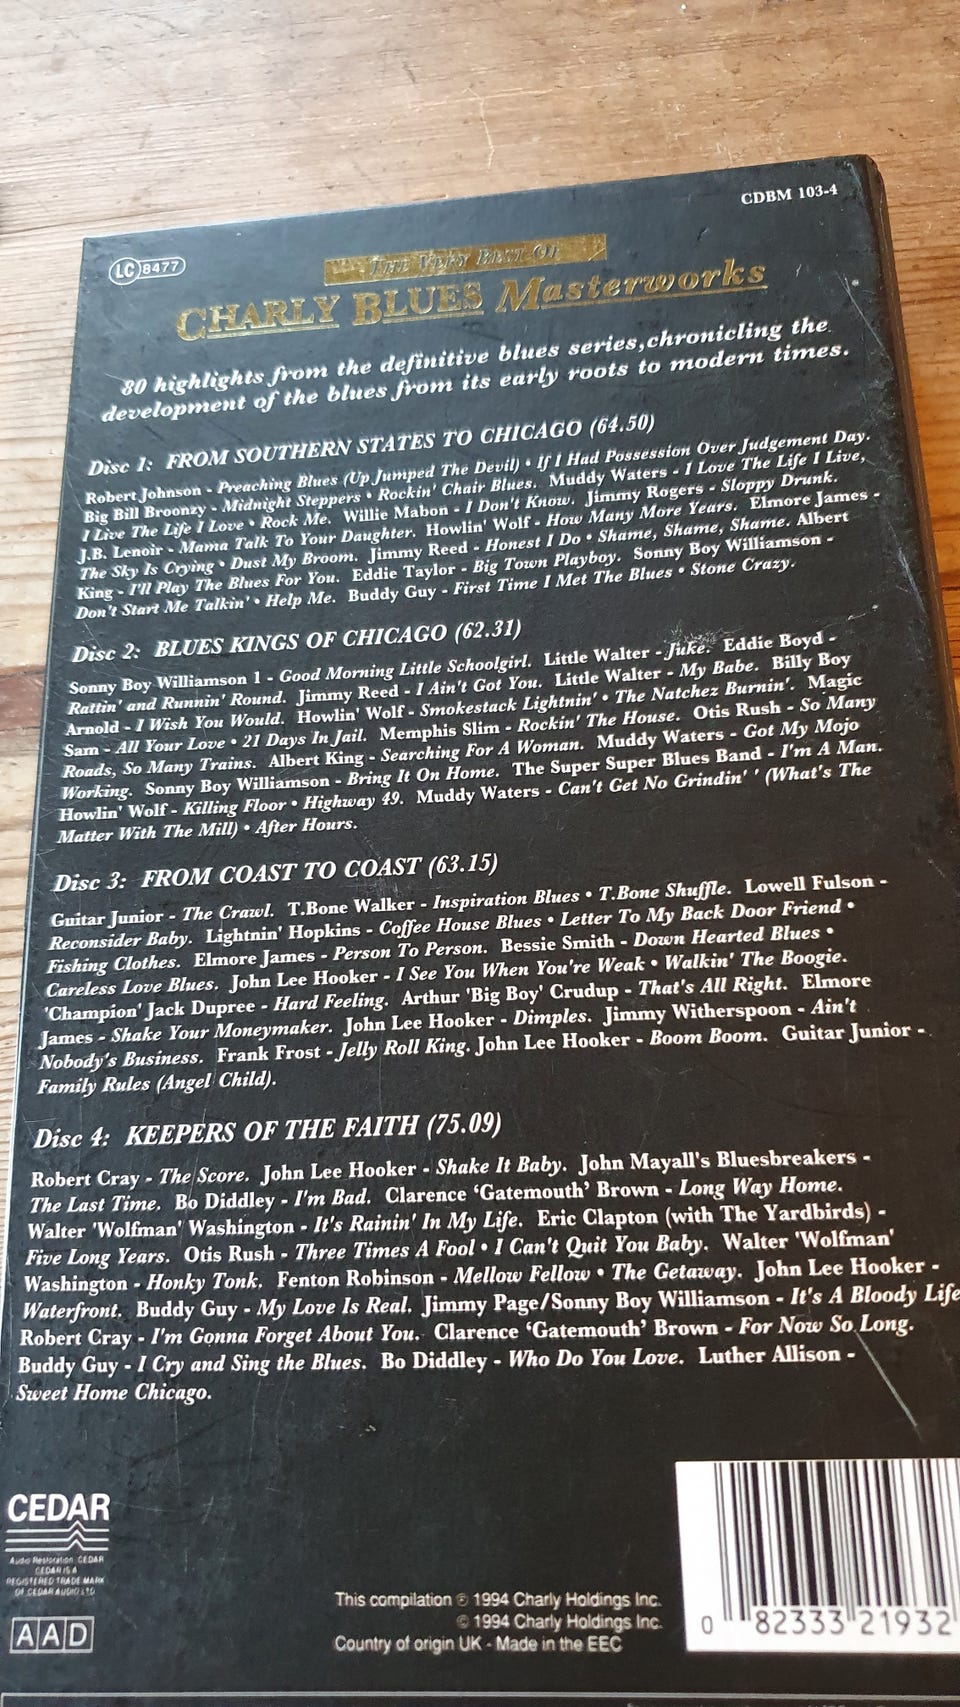 CDBM 103-4
LC 8477
THE VERY BEST OF
CHARLY BLUES Masterworks
80 highlights from the definitive blues series,chronicling the
development of the blues from its early roots to modern times.
Disc 1: FROM SOUTHERN STATES TO CHICAGO (64.50)
Robert Johnson - Preaching Blues (Up Jumped The Devil) • If I Had Possession Over Judgement Day.
Big Bill Broonzy - Midnight Steppers • Rockin' Chair Blues. Muddy Waters - I Love The Life I Live,
I Live The Life I Love • Rock Me. Willie Mabon - I Don't Know. Jimmy Rogers - Sloppy Drunk.
J.B. Lenoir - Mama Talk To Your Daughter. Howlin' Wolf - How Many More Years. Elmore James -
The Sky Is Crying • Dust My Broom. Jimmy Reed - Honest I Do • Shame, Shame, Shame. Albert
King - I'll Play The Blues For You. Eddie Taylor - Big Town Playboy. Sonny Boy Williamson -
Don't Start Me Talkin' • Help Me. Buddy Guy - First Time I Met The Blues • Stone Crazy.
Disc 2: BLUES KINGS OF CHICAGO (62.31)
Sonny Boy Williamson 1 - Good Morning Little Schoolgirl. Little Walter - Juke. Eddie Boyd -
Rattin' and Runnin' Round. Jimmy Reed - I Ain't Got You. Little Walter - My Babe. Billy Boy
Arnold - I Wish You Would. Howlin' Wolf - Smokestack Lightnin' • The Natchez Burnin'. Magic
Sam - All Your Love • 21 Days In Jail. Memphis Slim - Rockin' The House. Otis Rush - So Many
Roads, So Many Trains. Albert King - Searching For A Woman. Muddy Waters - Got My Mojo
Working. Sonny Boy Williamson - Bring It On Home. The Super Super Blues Band - I'm A Man.
Howlin' Wolf - Killing Floor • Highway 49. Muddy Waters - Can't Get No Grindin' ' (What's The
Matter With The Mill) • After Hours.
Disc 3: FROM COAST TO COAST (63.15)
Guitar Junior - The Crawl. T.Bone Walker - Inspiration Blues • T.Bone Shuffle. Lowell Fulson -
Reconsider Baby. Lightnin' Hopkins - Coffee House Blues • Letter To My Back Door Friend •
Fishing Clothes. Elmore James - Person To Person. Bessie Smith - Down Hearted Blues •
Careless Love Blues. John Lee Hooker - I See You When You're Weak • Walkin' The Boogie.
'Champion' Jack Dupree - Hard Feeling. Arthur 'Big Boy' Crudup - That's All Right. Elmore
James - Shake Your Moneymaker. John Lee Hooker - Dimples. Jimmy Witherspoon - Ain't
Nobody's Business. Frank Frost - Jelly Roll King. John Lee Hooker - Boom Boom. Guitar Junior -
Family Rules (Angel Child).
Disc 4: KEEPERS OF THE FAITH (75.09)
Robert Cray - The Score. John Lee Hooker - Shake It Baby. John Mayall's Bluesbreakers -
The Last Time. Bo Diddley - I'm Bad. Clarence ‘Gatemouth’ Brown - Long Way Home.
Walter 'Wolfman' Washington - It's Rainin' In My Life. Eric Clapton (with The Yardbirds) -
Five Long Years. Otis Rush - Three Times A Fool • I Can't Quit You Baby. Walter 'Wolfman'
Washington - Honky Tonk. Fenton Robinson - Mellow Fellow • The Getaway. John Lee Hooker -
Waterfront. Buddy Guy - My Love Is Real. Jimmy Page/Sonny Boy Williamson - It's A Bloody Life
Robert Cray - I'm Gonna Forget About You. Clarence ‘Gatemouth’ Brown - For Now So Long.
Buddy Guy - I Cry and Sing the Blues. Bo Diddley - Who Do You Love. Luther Allison -
Sweet Home Chicago.
CEDAR
Audio Restoration CEDAR
CEDAR IS A
REGISTERED TRADE MARK
OF CEDAR AUDIO LTD
AAD
This compilation ℗ 1994 Charly Holdings Inc.
© 1994 Charly Holdings Inc.
Country of origin UK - Made in the EEC
0 82333 21932